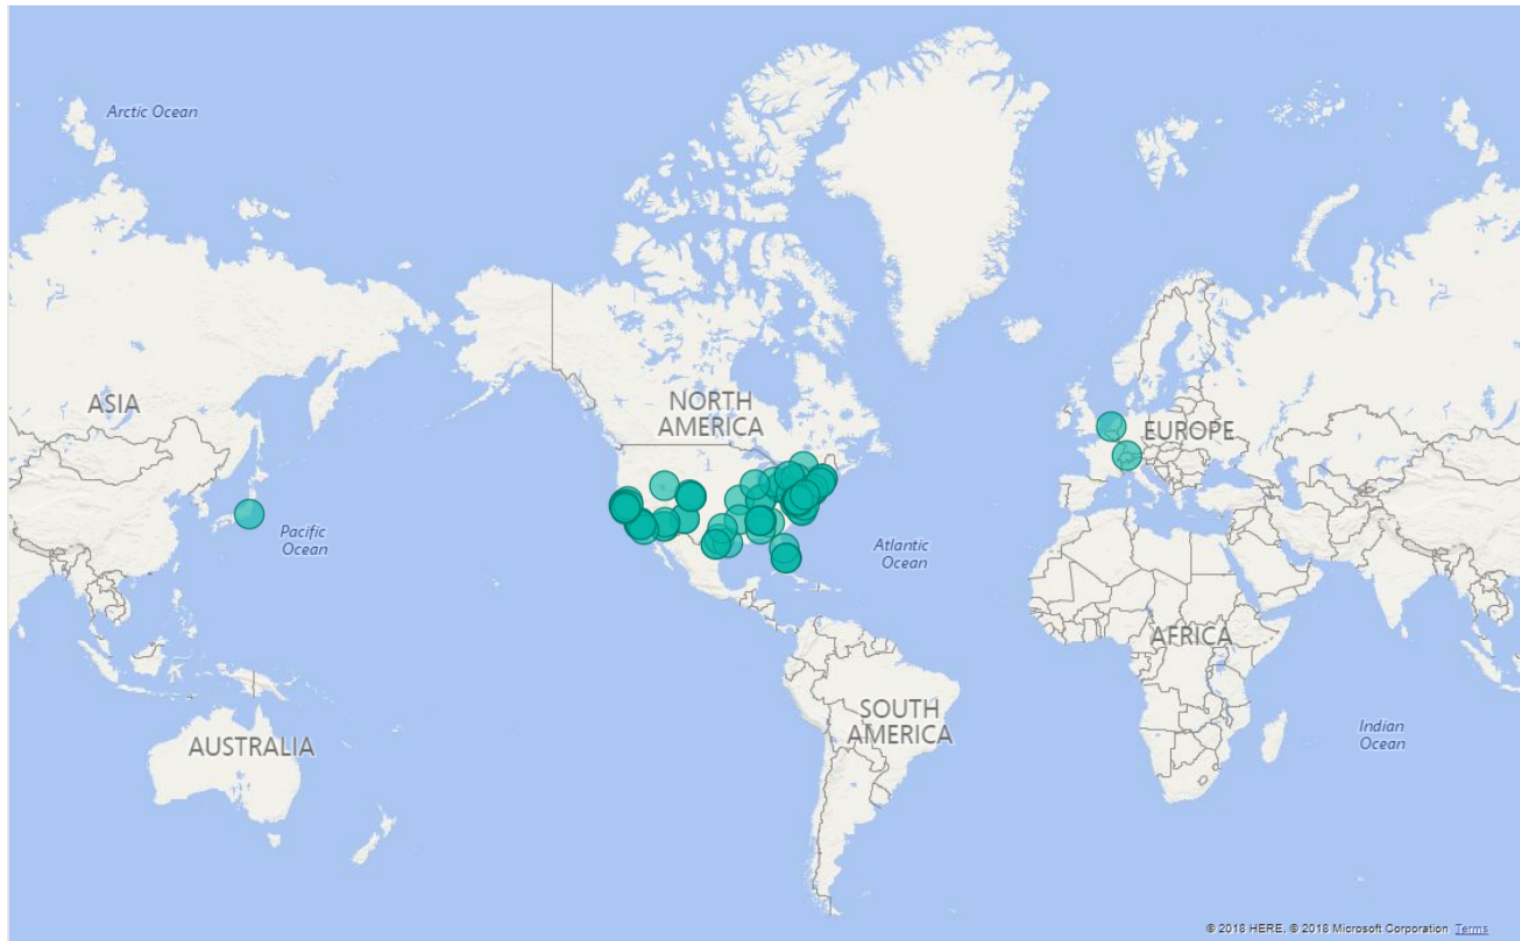 Arctic Ocean
ASIA
NORTH
AMERICA
EUROPE
Pacific
Ocean
Atlantic
Ocean
AFRICA
SOUTH
AMERICA
AUSTRALIA
Indian
Ocean
© 2018 HERE, © 2018 Microsoft Corporation Terms